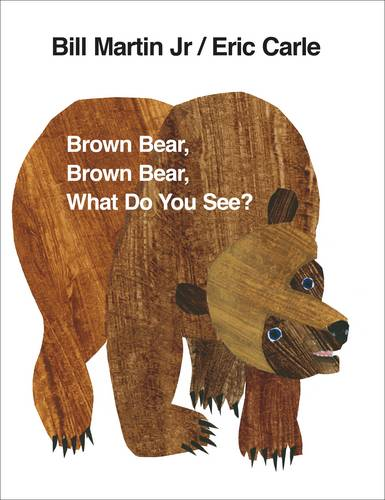 Bill Martin Jr / Eric Carle
Brown Bear,
Brown Bear,
What Do You See?